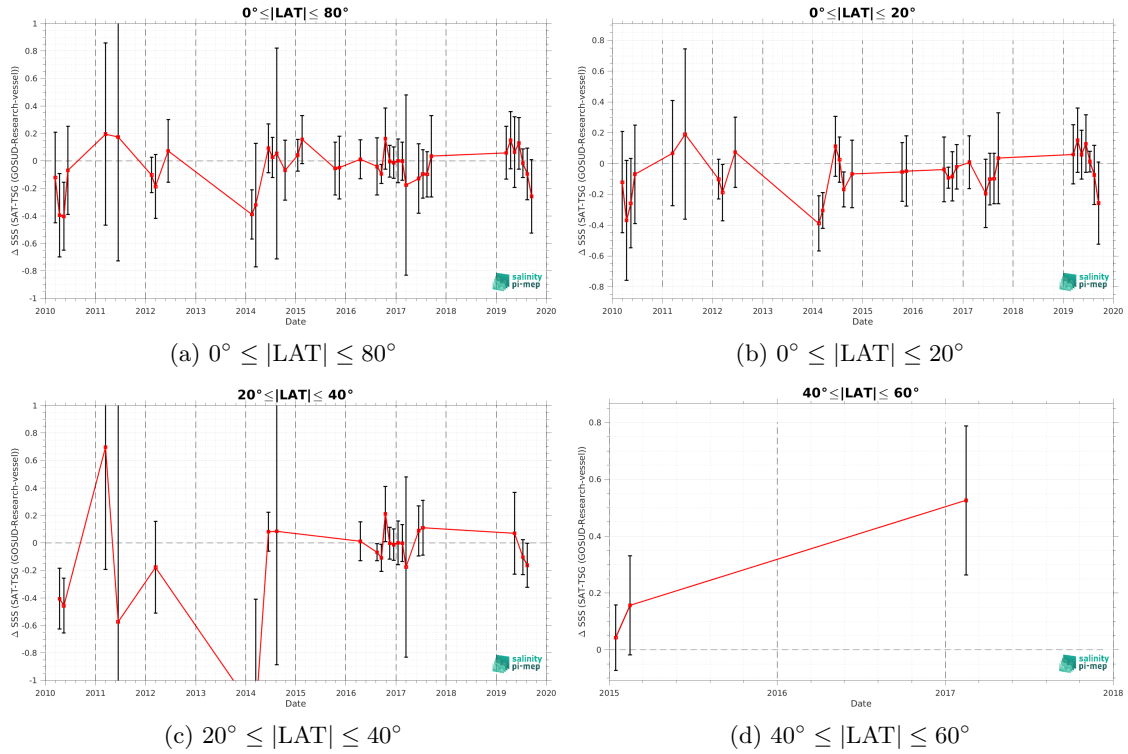 0°≤|LAT|≤ 80°
Δ SSS (SAT-TSG (GOSUD-Research-vessel))
1
0.8
0.6
0.4
0.2
0
-0.2
-0.4
-0.6
-0.8
-1
2010 2011 2012 2013 2014 2015 2016 2017 2018 2019 2020
Date
salinity
pi-mep
(a) 0° ≤ |LAT| ≤ 80°
0°≤|LAT|≤ 20°
Δ SSS (SAT-TSG (GOSUD-Research-vessel))
0.8
0.6
0.4
0.2
0
-0.2
-0.4
-0.6
-0.8
2010 2011 2012 2013 2014 2015 2016 2017 2018 2019 2020
Date
salinity
pi-mep
(b) 0° ≤ |LAT| ≤ 20°
20°≤|LAT|≤ 40°
Δ SSS (SAT-TSG (GOSUD-Research-vessel))
1
0.8
0.6
0.4
0.2
0
-0.2
-0.4
-0.6
-0.8
-1
2010 2011 2012 2013 2014 2015 2016 2017 2018 2019 2020
Date
salinity
pi-mep
(c) 20° ≤ |LAT| ≤ 40°
40°≤|LAT|≤ 60°
Δ SSS (SAT-TSG (GOSUD-Research-vessel))
0.8
0.6
0.4
0.2
0
2015 2016 2017 2018
Date
salinity
pi-mep
(d) 40° ≤ |LAT| ≤ 60°